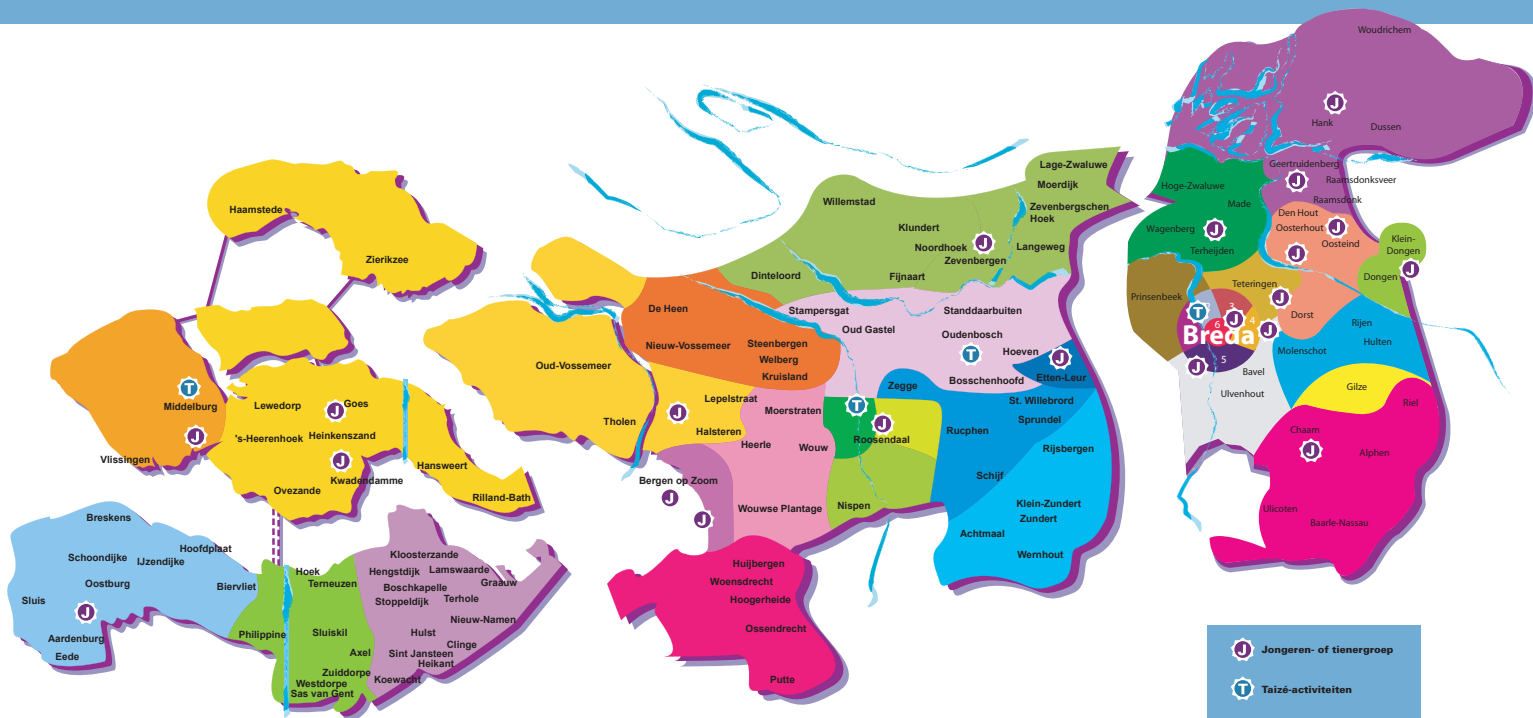 Haamstede
Zierikzee
T
Middelburg
J
Vlissingen
Lewedorp
J
Goes
's-Heerenhoek
Heinkenszand
J
Kwadendamme
Ovezande
Hansweert
Rilland-Bath
Breskens
Schoondijke
Hoofdplaat
IJzendijke
Oostburg
Biervliet
Sluis
J
Aardenburg
Eede
Philippine
Hoek
Terneuzen
Sluiskil
Axel
Zuiddorpe
Westdorpe
Sas van Gent
Kloosterzande
Hengstdijk
Lamswaarde
Boschkapelle
Graauw
Stoppeldijk
Terhole
Nieuw-Namen
Hulst
Clinge
Sint Jansteen
Heikant
Koewacht
Oud-Vossemeer
Tholen
De Heen
Nieuw-Vossemeer
Steenbergen
Welberg
Kruisland
Lepelstraat
J
Halsteren
Bergen op Zoom
J
J
Moerstraten
Heerle
Wouw
Wouwse Plantage
Huijbergen
Woensdrecht
Hoogerheide
Ossendrecht
Putte
Willemstad
Klundert
Noordhoek
J
Zevenbergen
Fijnaart
Dinteloord
Lage-Zwaluwe
Moerdijk
Zevenbergschen
Hoek
Langeweg
Stampersgat
Oud Gastel
Standdaarbuiten
Oudenbosch
T
Hoeven
Bosschenhoofd
J
Etten-Leur
Zegge
T
J
Roosendaal
Nispen
St. Willebrord
Sprundel
Rucphen
Rijsbergen
Schijf
Klein-Zundert
Zundert
Achtmaal
Wernhout
Woudrichem
J
Hank
Dussen
Geertruidenberg
J
Raamsdonksveer
Raamsdonk
Hoge-Zwaluwe
Made
Wagenberg
J
Terheijden
Den Hout
Oosterhout
J
Oosteind
J
Klein-
Dongen
Dongen
J
Teteringen
J
Dorst
Prinsenbeek
T
2
3
J
4
6
Breda
J
J
5
Bavel
Ulvenhout
Rijen
Hulten
Molenschot
Gilze
Riel
Chaam
J
Alphen
Ulicoten
Baarle-Nassau
J
Jongeren- of tienergroep
T
Taizé-activiteiten